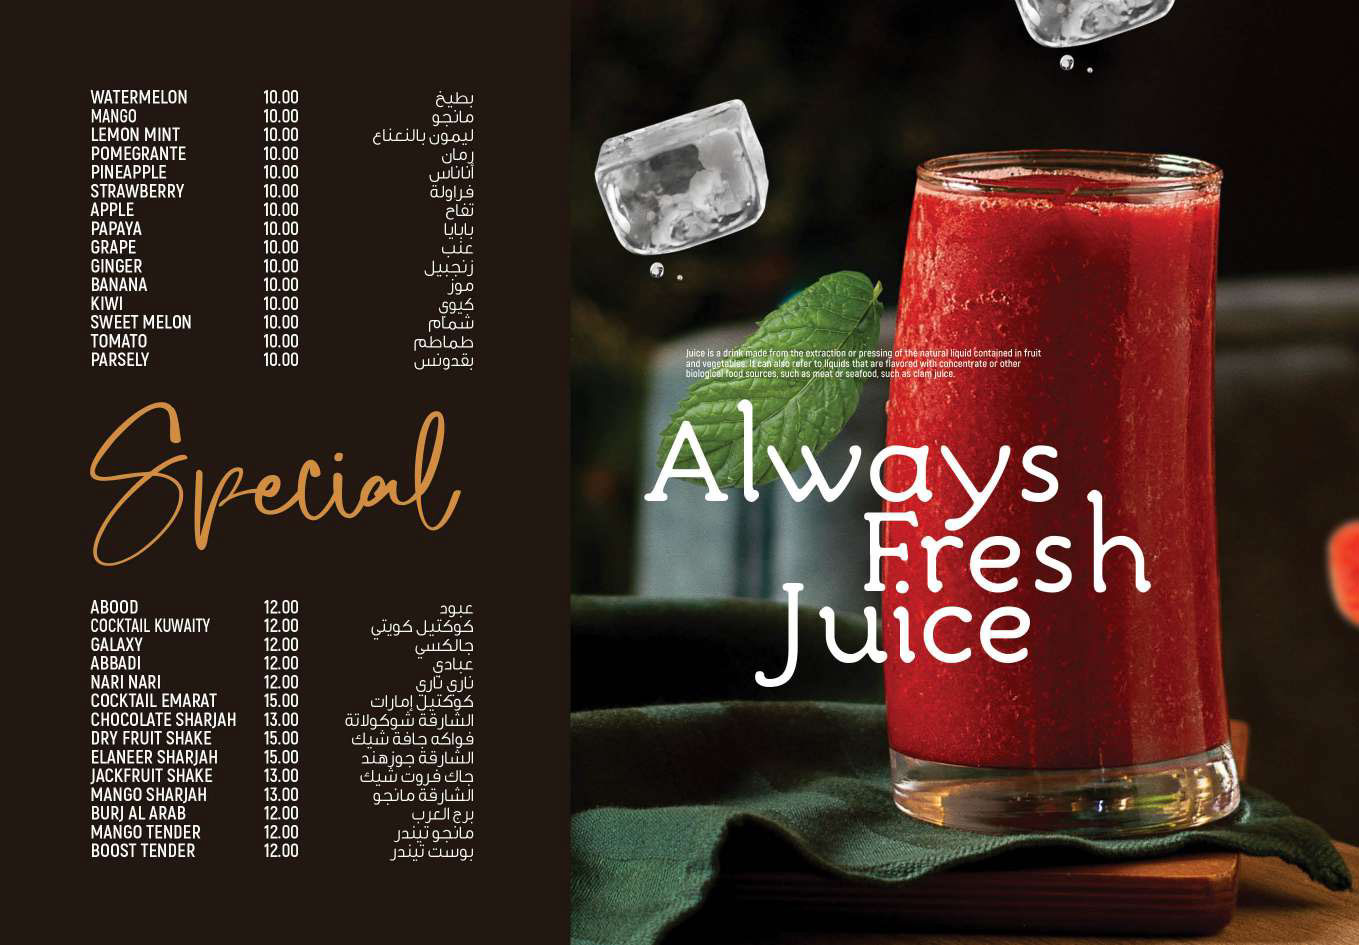 WATERMELON 10.00 بطيخ
MANGO 10.00 مانجو
LEMON MINT 10.00 ليمون بالنعناع
POMEGRANTE 10.00 رمان
PINEAPPLE 10.00 أناناس
STRAWBERRY 10.00 فراولة
APPLE 10.00 تفاح
PAPAYA 10.00 بابايا
GRAPE 10.00 عنب
GINGER 10.00 زنجبيل
BANANA 10.00 موز
KIWI 10.00 كيوي
SWEET MELON 10.00 شمام
TOMATO 10.00 طماطم
PARSELY 10.00 بقدونس
Special
ABOOD 12.00 عبود
COCKTAIL KUWAITY 12.00 كوكتيل كويتي
GALAXY 12.00 جالكسي
ABBADI 12.00 عبادي
NARI NARI 12.00 ناري ناري
COCKTAIL EMARAT 15.00 كوكتيل إمارات
CHOCOLATE SHARJAH 13.00 الشارقة شوكولاتة
DRY FRUIT SHAKE 15.00 فواكه جافة شيك
ELANEER SHARJAH 15.00 الشارقة جوزهند
JACKFRUIT SHAKE 13.00 جاك فروت شيك
MANGO SHARJAH 13.00 الشارقة مانجو
BURJ AL ARAB 12.00 برج العرب
MANGO TENDER 12.00 مانجو تيندر
BOOST TENDER 12.00 بوست تيندر
Juice is a drink made from the extraction or pressing of the natural liquid contained in fruit
and vegetables. It can also refer to liquids that are flavored with concentrate or other
biological food sources, such as meat or seafood, such as clam juice.
Always
Fresh
Juice